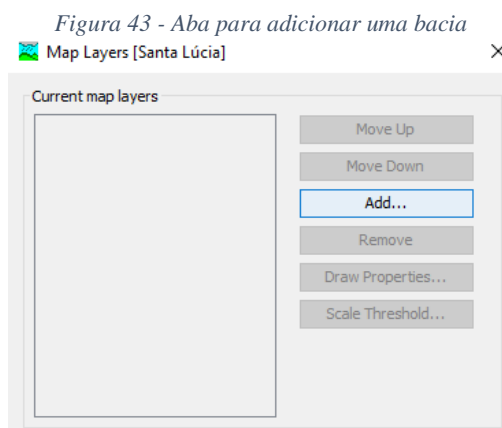 Figura 43 - Aba para adicionar uma bacia
Map Layers [Santa Lúcia]
Current map layers
Move Up
Move Down
Add...
Remove
Draw Properties...
Scale Threshold...